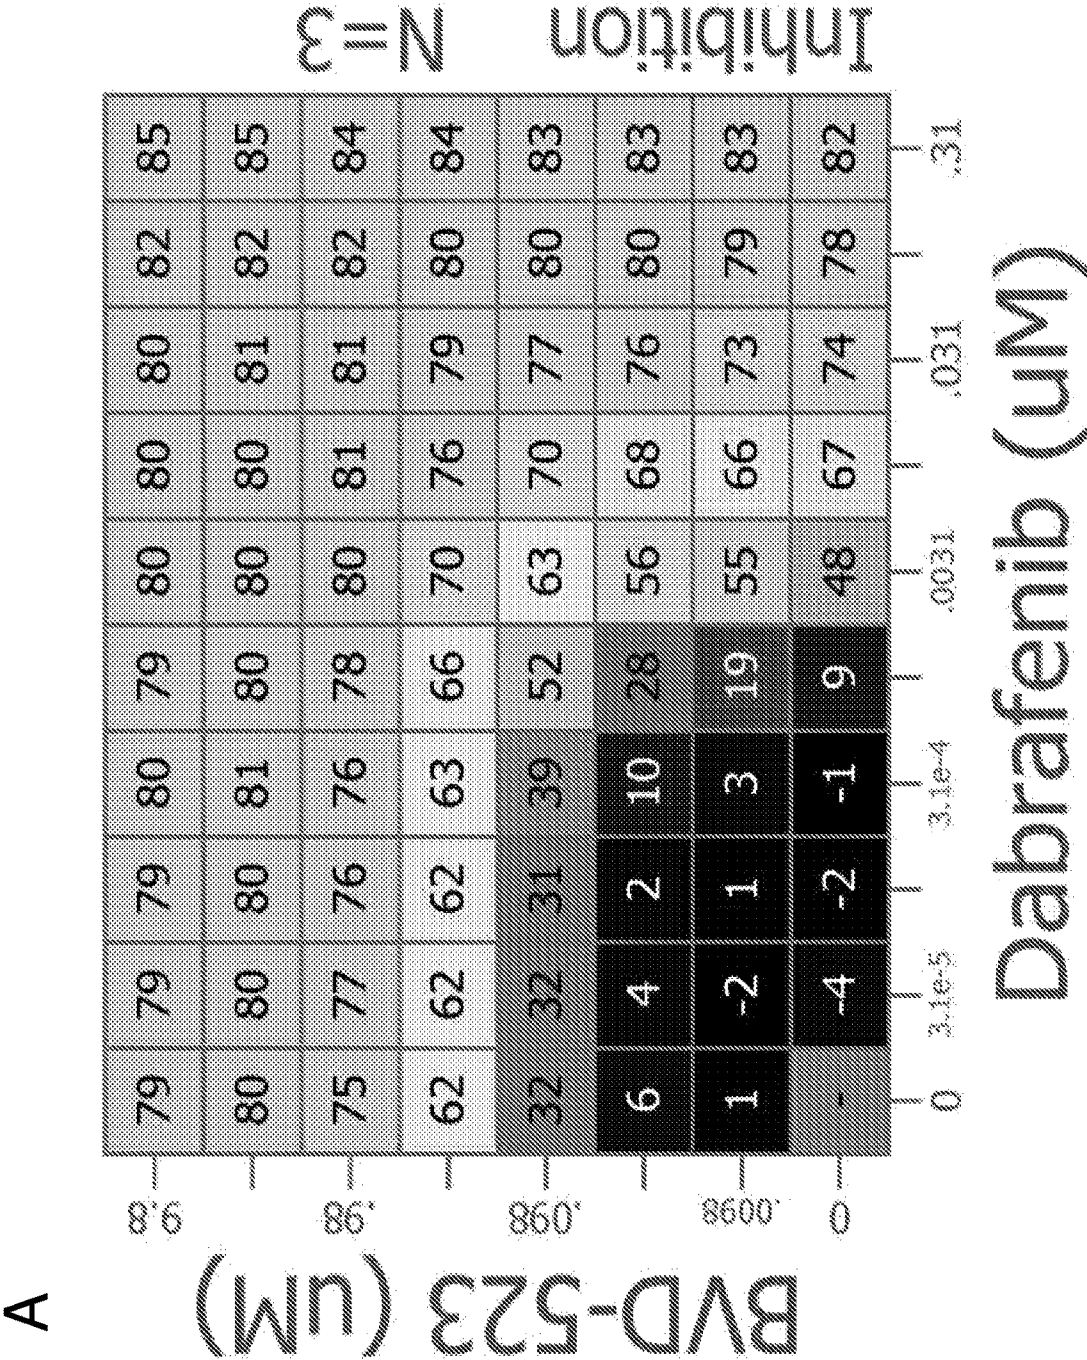 A
BVD-523 (uM)
9.8 79 79 79 80 79 80 80 80 82 85
80 80 80 81 80 80 80 81 82 85
.98 75 77 76 76 78 80 81 81 82 84
62 62 62 63 66 70 76 79 80 84
.098 32 32 31 39 52 63 70 77 80 83
6 4 2 10 28 56 68 76 80 83
.0098 1 -2 1 3 19 55 66 73 79 83
0 - -4 -2 -1 9 48 67 74 78 82
0 3.1e-5 3.1e-4 .0031 .031 .31
Dabrafenib (uM)
N=3
Inhibition